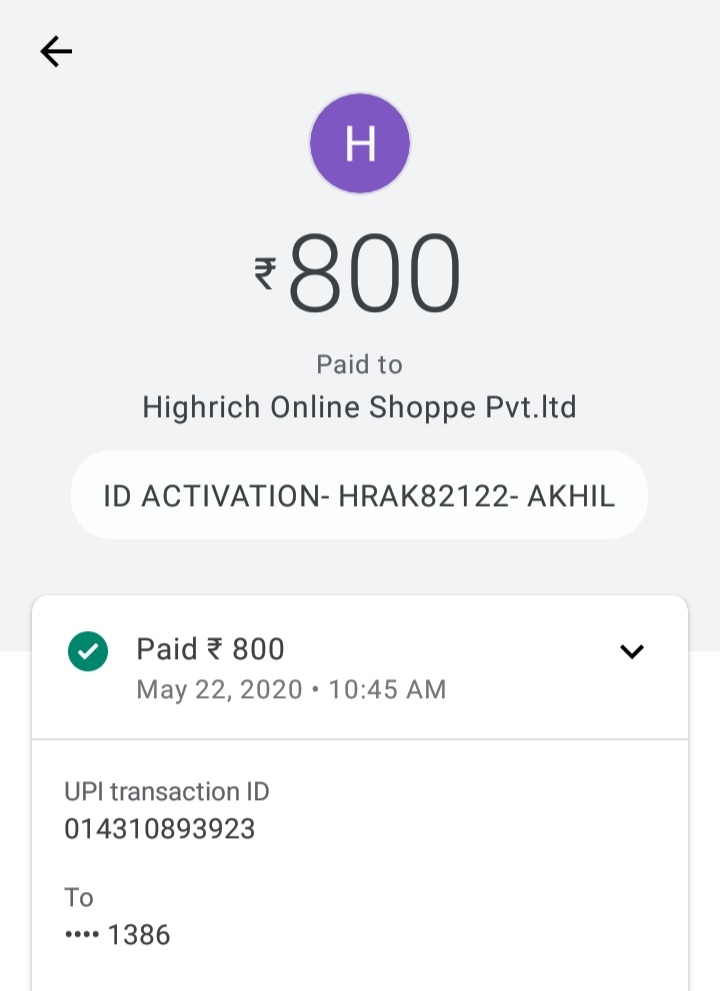 H
₹800
Paid to
Highrich Online Shoppe Pvt.ltd
ID ACTIVATION- HRAK82122- AKHIL
Paid ₹ 800
May 22, 2020 • 10:45 AM
UPI transaction ID
014310893923
To
•••• 1386